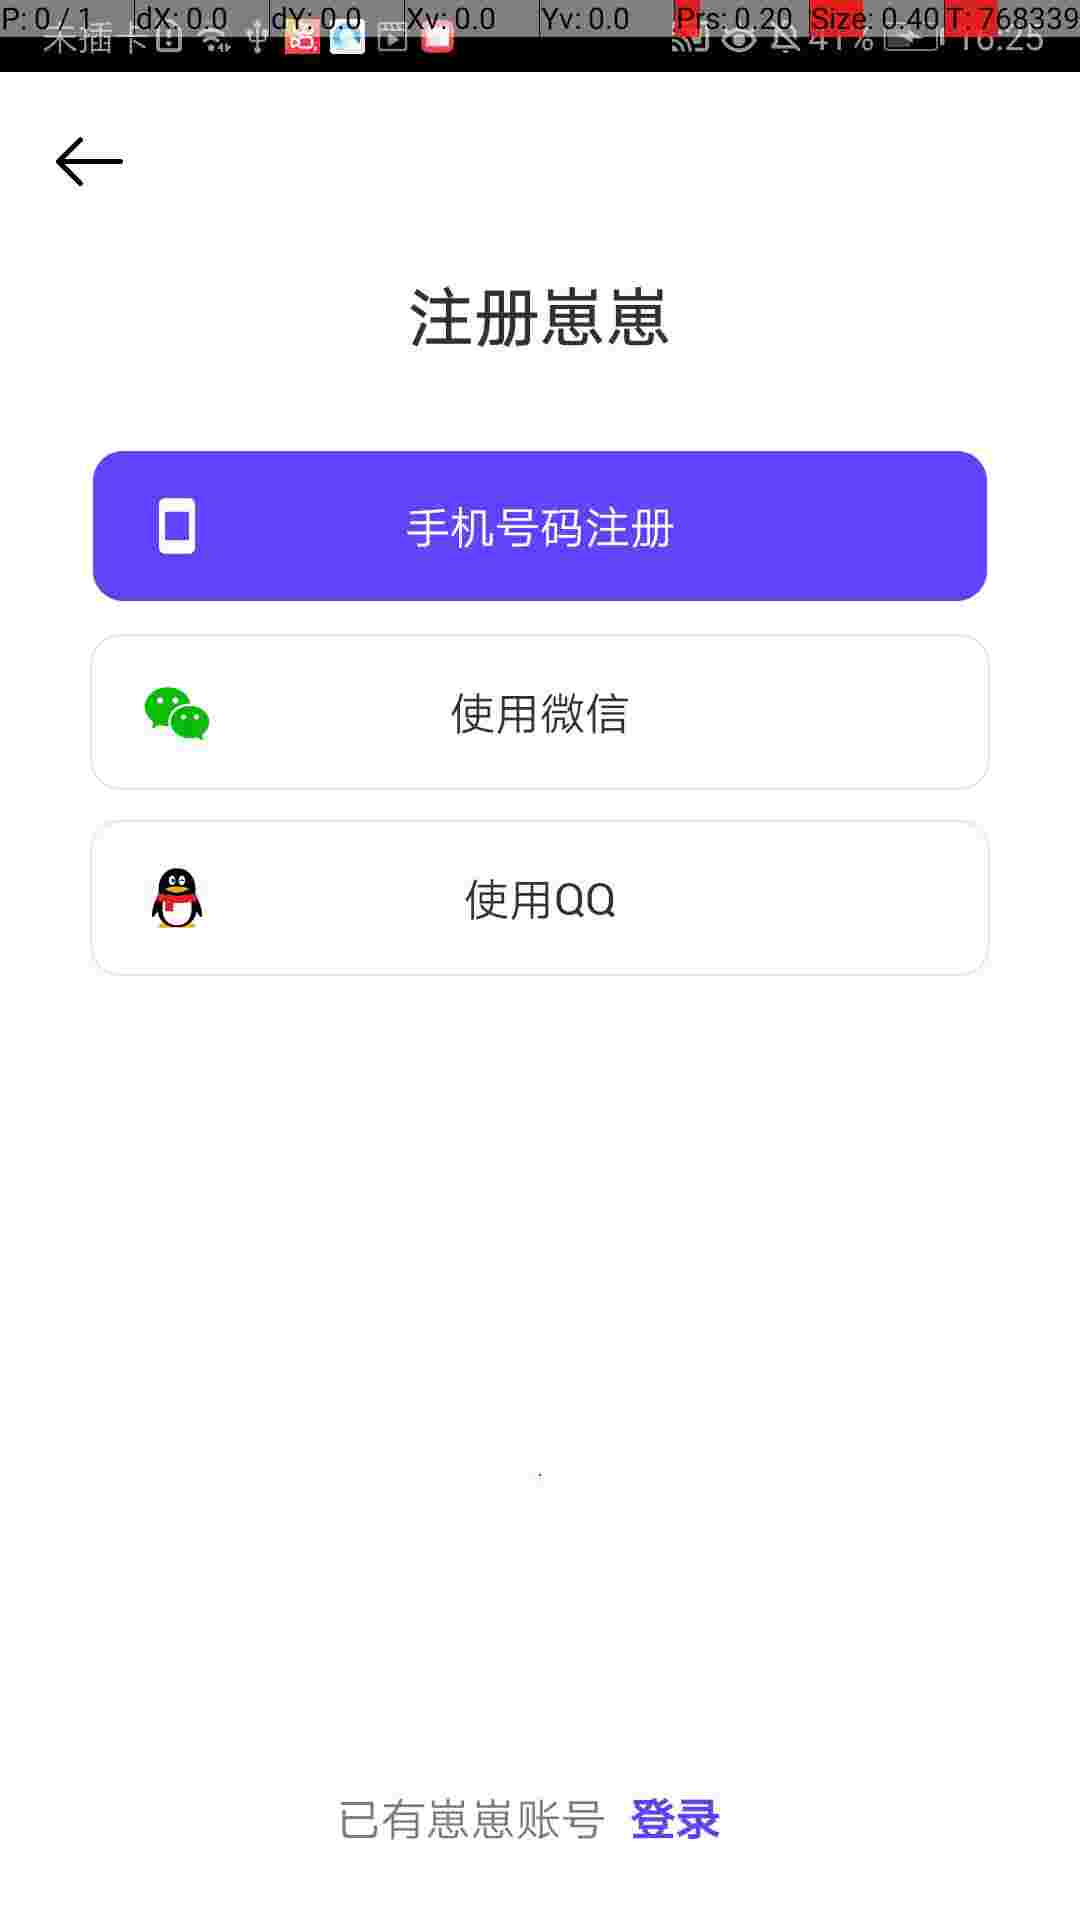 P: 0 / 1 dX: 0.0 dY: 0.0 Xv: 0.0 Yv: 0.0 Prs: 0.20 Size: 0.40 T: 768339
未插卡 41% 16:25
注册崽崽
手机号码注册
使用微信
使用QQ
已有崽崽账号 登录